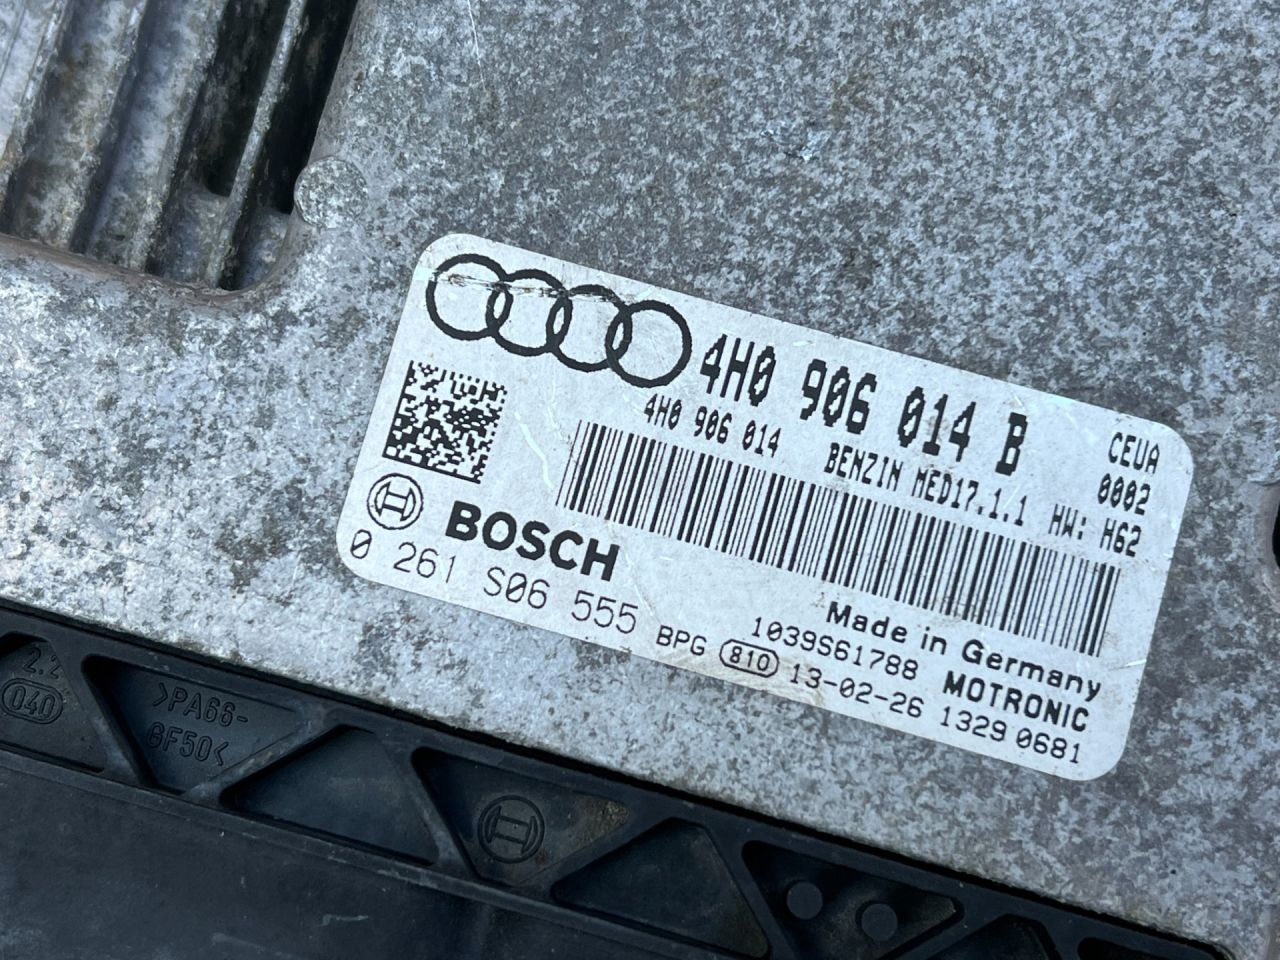 4H0 906 014 B
CEUA
4H0 906 014 BENZIN MED17.1.1
0002
HW: H62
BOSCH
0 261 S06 555
Made in Germany
1039S61788 MOTRONIC
BPG 810 13-02-26 1329 0681
2.2
040
>PA66-
GF50<